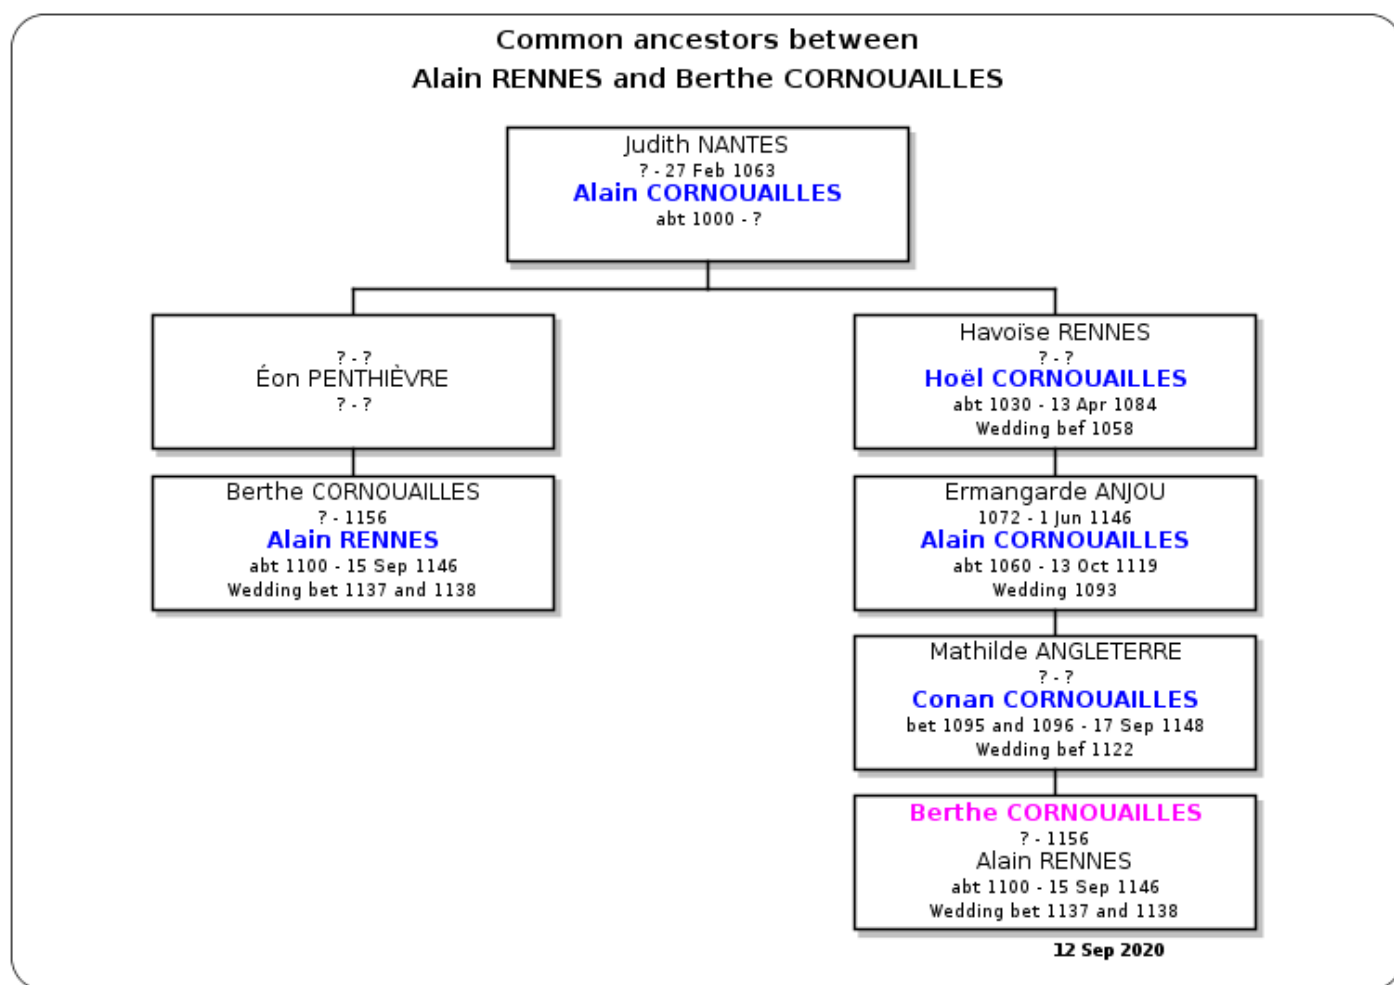 Common ancestors between
Alain RENNES and Berthe CORNOUAILLES
Judith NANTES
? - 27 Feb 1063
Alain CORNOUAILLES
abt 1000 - ?
? - ?
Éon PENTHIÈVRE
? - ?
Havoïse RENNES
? - ?
Hoël CORNOUAILLES
abt 1030 - 13 Apr 1084
Wedding bef 1058
Berthe CORNOUAILLES
? - 1156
Alain RENNES
abt 1100 - 15 Sep 1146
Wedding bet 1137 and 1138
Ermangarde ANJOU
1072 - 1 Jun 1146
Alain CORNOUAILLES
abt 1060 - 13 Oct 1119
Wedding 1093
Mathilde ANGLETERRE
? - ?
Conan CORNOUAILLES
bet 1095 and 1096 - 17 Sep 1148
Wedding bef 1122
Berthe CORNOUAILLES
? - 1156
Alain RENNES
abt 1100 - 15 Sep 1146
Wedding bet 1137 and 1138
12 Sep 2020